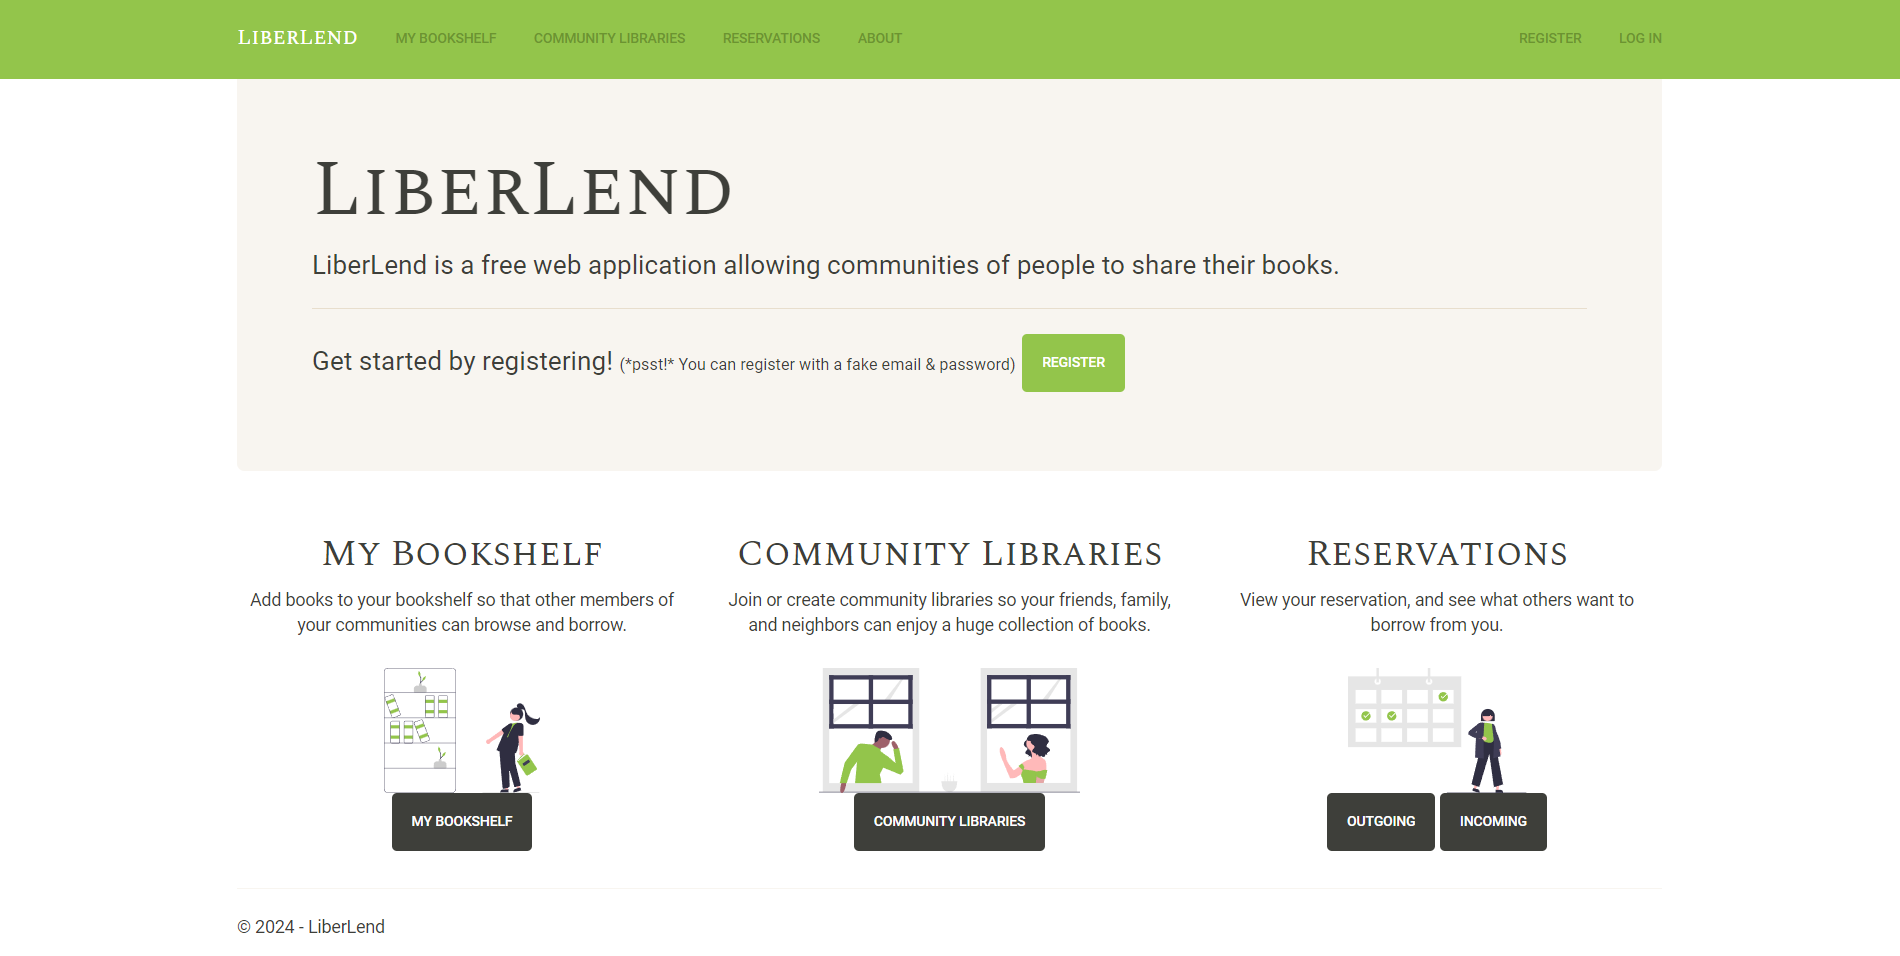 LiberLend MY BOOKSHELF COMMUNITY LIBRARIES RESERVATIONS ABOUT REGISTER LOG IN
LiberLend
LiberLend is a free web application allowing communities of people to share their books.
Get started by registering! (*psst!* You can register with a fake email & password) REGISTER
My Bookshelf
Add books to your bookshelf so that other members of
your communities can browse and borrow.
MY BOOKSHELF
Community Libraries
Join or create community libraries so your friends, family,
and neighbors can enjoy a huge collection of books.
COMMUNITY LIBRARIES
Reservations
View your reservation, and see what others want to
borrow from you.
OUTGOING INCOMING
© 2024 - LiberLend